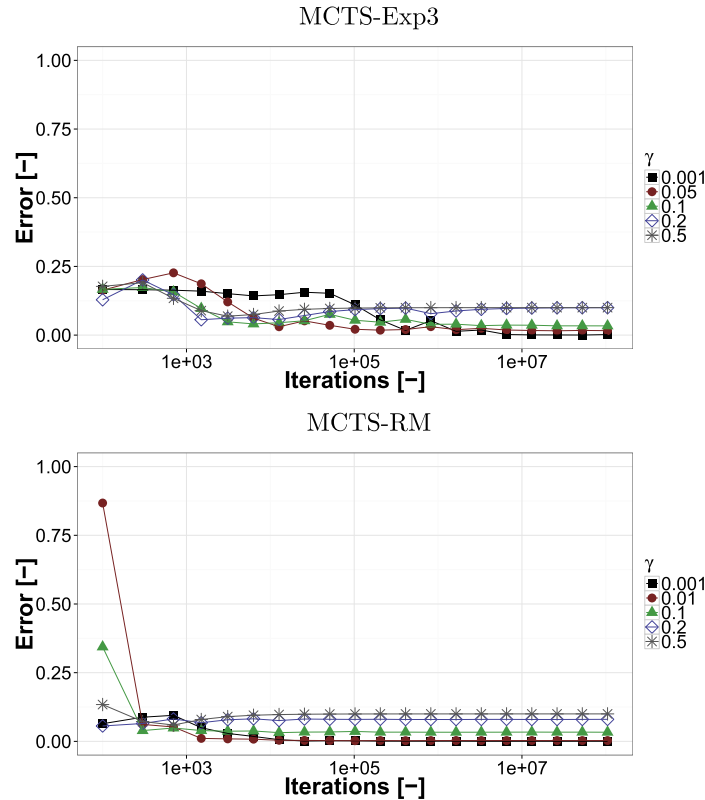 MCTS-Exp3
1.00
0.75
0.50
0.25
0.00
Error [−]
1e+03 1e+05 1e+07
Iterations [−]
γ
0.001
0.05
0.1
0.2
0.5
MCTS-RM
1.00
0.75
0.50
0.25
0.00
Error [−]
1e+03 1e+05 1e+07
Iterations [−]
γ
0.001
0.01
0.1
0.2
0.5